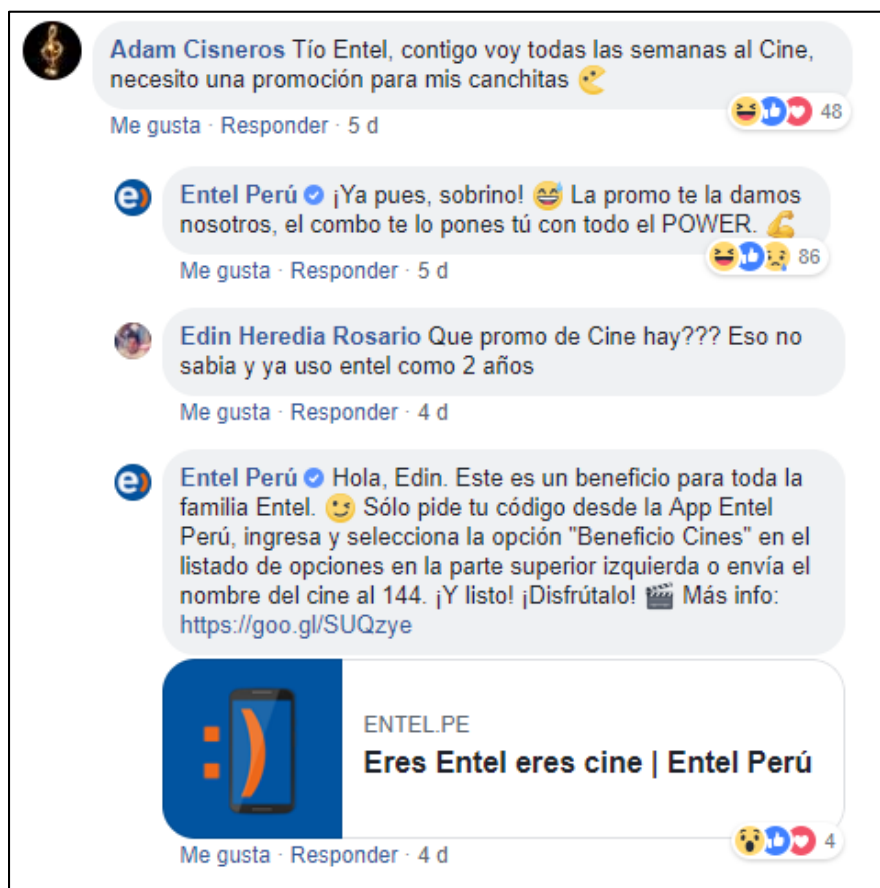 Adam Cisneros Tío Entel, contigo voy todas las semanas al Cine,
necesito una promoción para mis canchitas
Me gusta · Responder · 5 d
48
Entel Perú ¡Ya pues, sobrino! 😅 La promo te la damos
nosotros, el combo te lo pones tú con todo el POWER. 💪
86
Me gusta · Responder · 5 d
Edin Heredia Rosario Que promo de Cine hay??? Eso no
sabia y ya uso entel como 2 años
Me gusta · Responder · 4 d
Entel Perú Hola, Edin. Este es un beneficio para toda la
familia Entel. 😉 Sólo pide tu código desde la App Entel
Perú, ingresa y selecciona la opción "Beneficio Cines" en el
listado de opciones en la parte superior izquierda o envía el
nombre del cine al 144. ¡Y listo! ¡Disfrútalo! 🎬 Más info:
https://goo.gl/SUQzye
ENTEL.PE
Eres Entel eres cine | Entel Perú
4
Me gusta · Responder · 4 d